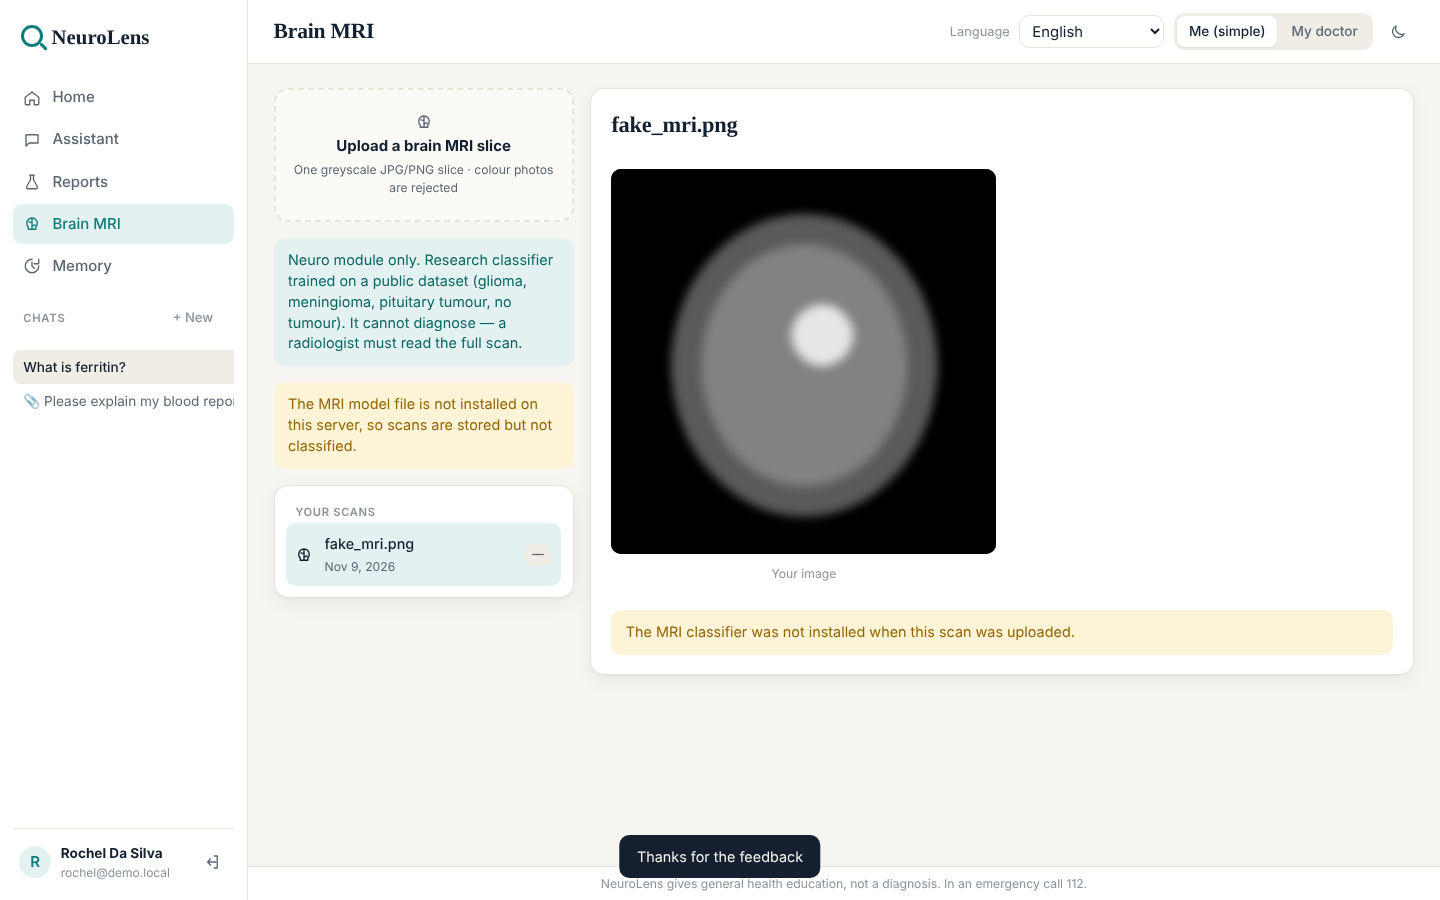 NeuroLens
Home
Assistant
Reports
Brain MRI
Memory
CHATS
+ New
What is ferritin?
📎 Please explain my blood repor
R
Rochel Da Silva
rochel@demo.local
Brain MRI
Language
English
Me (simple)
My doctor
Upload a brain MRI slice
One greyscale JPG/PNG slice · colour photos
are rejected
Neuro module only. Research classifier
trained on a public dataset (glioma,
meningioma, pituitary tumour, no
tumour). It cannot diagnose — a
radiologist must read the full scan.
The MRI model file is not installed on
this server, so scans are stored but not
classified.
YOUR SCANS
fake_mri.png
—
Nov 9, 2026
fake_mri.png
Your image
The MRI classifier was not installed when this scan was uploaded.
Thanks for the feedback
NeuroLens gives general health education, not a diagnosis. In an emergency call 112.